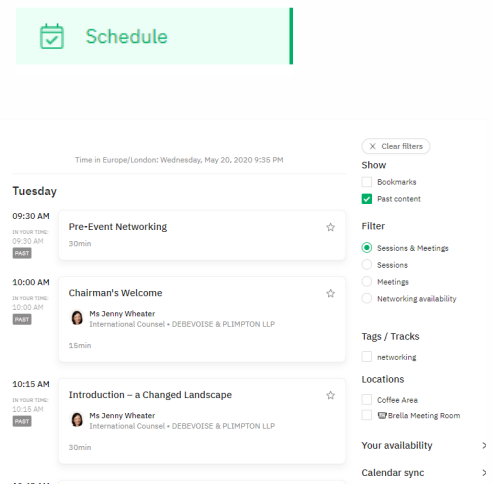 Schedule
Time in Europe/London: Wednesday, May 20, 2020 9:35 PM
Tuesday
09:30 AM
IN YOUR TIME:
09:30 AM
PAST
Pre-Event Networking
30min
10:00 AM
IN YOUR TIME:
10:00 AM
PAST
Chairman's Welcome
Ms Jenny Wheater
International Counsel • DEBEVOISE & PLIMPTON LLP
15min
10:15 AM
IN YOUR TIME:
10:15 AM
PAST
Introduction – a Changed Landscape
Ms Jenny Wheater
International Counsel • DEBEVOISE & PLIMPTON LLP
30min
X Clear filters
Show
Bookmarks
Past content
Filter
Sessions & Meetings
Sessions
Meetings
Networking availability
Tags / Tracks
networking
Locations
Coffee Area
Brella Meeting Room
Your availability
Calendar sync